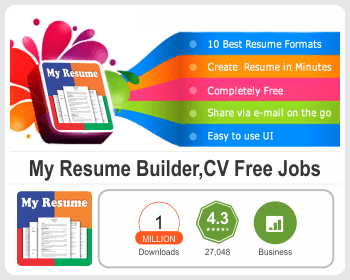 My Resume
10 Best Resume Formats
Create Resume in Minutes
Completely Free
Share via e-mail on the go
Easy to use UI
My Resume Builder,CV Free Jobs
My Resume
1
MILLION
Downloads
4.3
27,048
Business